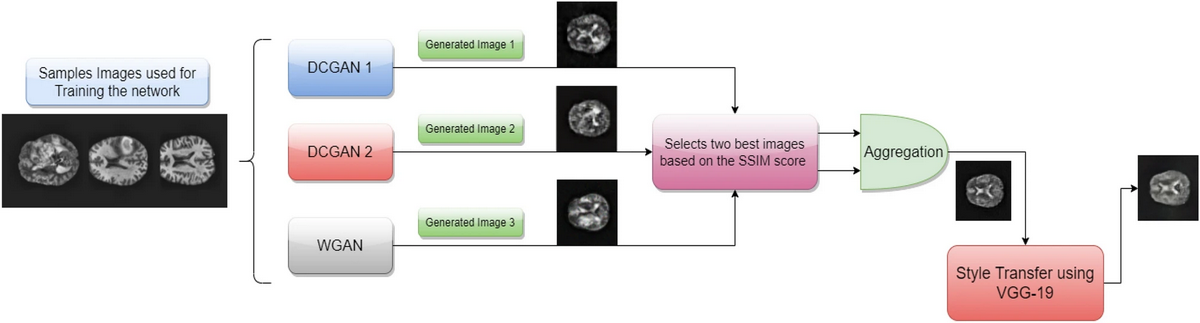 Samples Images used for
Training the network
DCGAN 1
Generated Image 1
DCGAN 2
Generated Image 2
WGAN
Generated Image 3
Selects two best images
based on the SSIM score
Aggregation
Style Transfer using
VGG-19